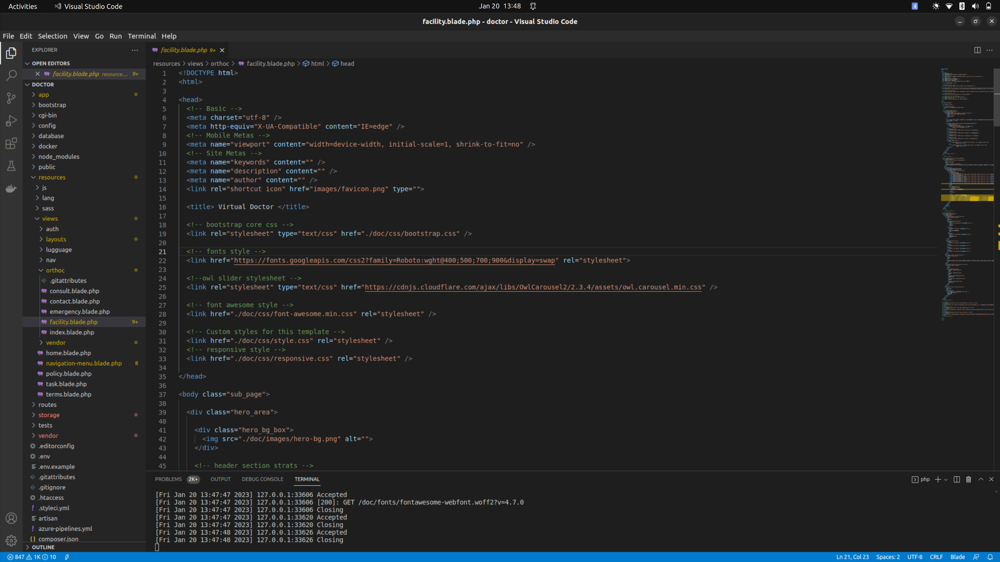 Activities
Visual Studio Code
Jan 20 13:48
facility.blade.php - doctor - Visual Studio Code
File Edit Selection View Go Run Terminal Help
EXPLORER
OPEN EDITORS
facility.blade.php resource... 9+
DOCTOR
app
bootstrap
cgi-bin
config
database
docker
node_modules
public
resources
js
lang
sass
views
auth
layouts
lugguage
nav
orthoc
.gitattributes
consult.blade.php
contact.blade.php
emergency.blade.php
facility.blade.php 9+
index.blade.php
vendor
home.blade.php
navigation-menu.blade.php 8
policy.blade.php
task.blade.php
terms.blade.php
routes
storage
tests
vendor
.editorconfig
.env
.env.example
.gitattributes
.gitignore
.htaccess
.styleci.yml
artisan
azure-pipelines.yml
composer.json
OUTLINE
facility.blade.php 9+
resources > views > orthoc > facility.blade.php > html > head
1 <!DOCTYPE html>
2 <html>
3
4 <head>
5 <!-- Basic -->
6 <meta charset="utf-8" />
7 <meta http-equiv="X-UA-Compatible" content="IE=edge" />
8 <!-- Mobile Metas -->
9 <meta name="viewport" content="width=device-width, initial-scale=1, shrink-to-fit=no" />
10 <!-- Site Metas -->
11 <meta name="keywords" content="" />
12 <meta name="description" content="" />
13 <meta name="author" content="" />
14 <link rel="shortcut icon" href="images/favicon.png" type="">
15
16 <title> Virtual Doctor </title>
17
18 <!-- bootstrap core css -->
19 <link rel="stylesheet" type="text/css" href="./doc/css/bootstrap.css" />
20
21 <!-- fonts style -->
22 <link href="https://fonts.googleapis.com/css2?family=Roboto:wght@400;500;700;900&display=swap" rel="stylesheet">
23
24 <!--owl slider stylesheet -->
25 <link rel="stylesheet" type="text/css" href="https://cdnjs.cloudflare.com/ajax/libs/OwlCarousel2/2.3.4/assets/owl.carousel.min.css" />
26
27 <!-- font awesome style -->
28 <link href="./doc/css/font-awesome.min.css" rel="stylesheet" />
29
30 <!-- Custom styles for this template -->
31 <link href="./doc/css/style.css" rel="stylesheet" />
32 <!-- responsive style -->
33 <link href="./doc/css/responsive.css" rel="stylesheet" />
34
35 </head>
36
37 <body class="sub_page">
38
39 <div class="hero_area">
40
41 <div class="hero_bg_box">
42 <img src="./doc/images/hero-bg.png" alt="">
43 </div>
44
45 <!-- header section strats -->
PROBLEMS 2K+ OUTPUT DEBUG CONSOLE TERMINAL
php
[Fri Jan 20 13:47:47 2023] 127.0.0.1:33606 Accepted
[Fri Jan 20 13:47:47 2023] 127.0.0.1:33606 [200]: GET /doc/fonts/fontawesome-webfont.woff2?v=4.7.0
[Fri Jan 20 13:47:47 2023] 127.0.0.1:33606 Closing
[Fri Jan 20 13:47:47 2023] 127.0.0.1:33620 Accepted
[Fri Jan 20 13:47:47 2023] 127.0.0.1:33620 Closing
[Fri Jan 20 13:47:48 2023] 127.0.0.1:33626 Accepted
[Fri Jan 20 13:47:48 2023] 127.0.0.1:33626 Closing
847 1K 10
Ln 21, Col 23 Spaces: 2 UTF-8 CRLF Blade